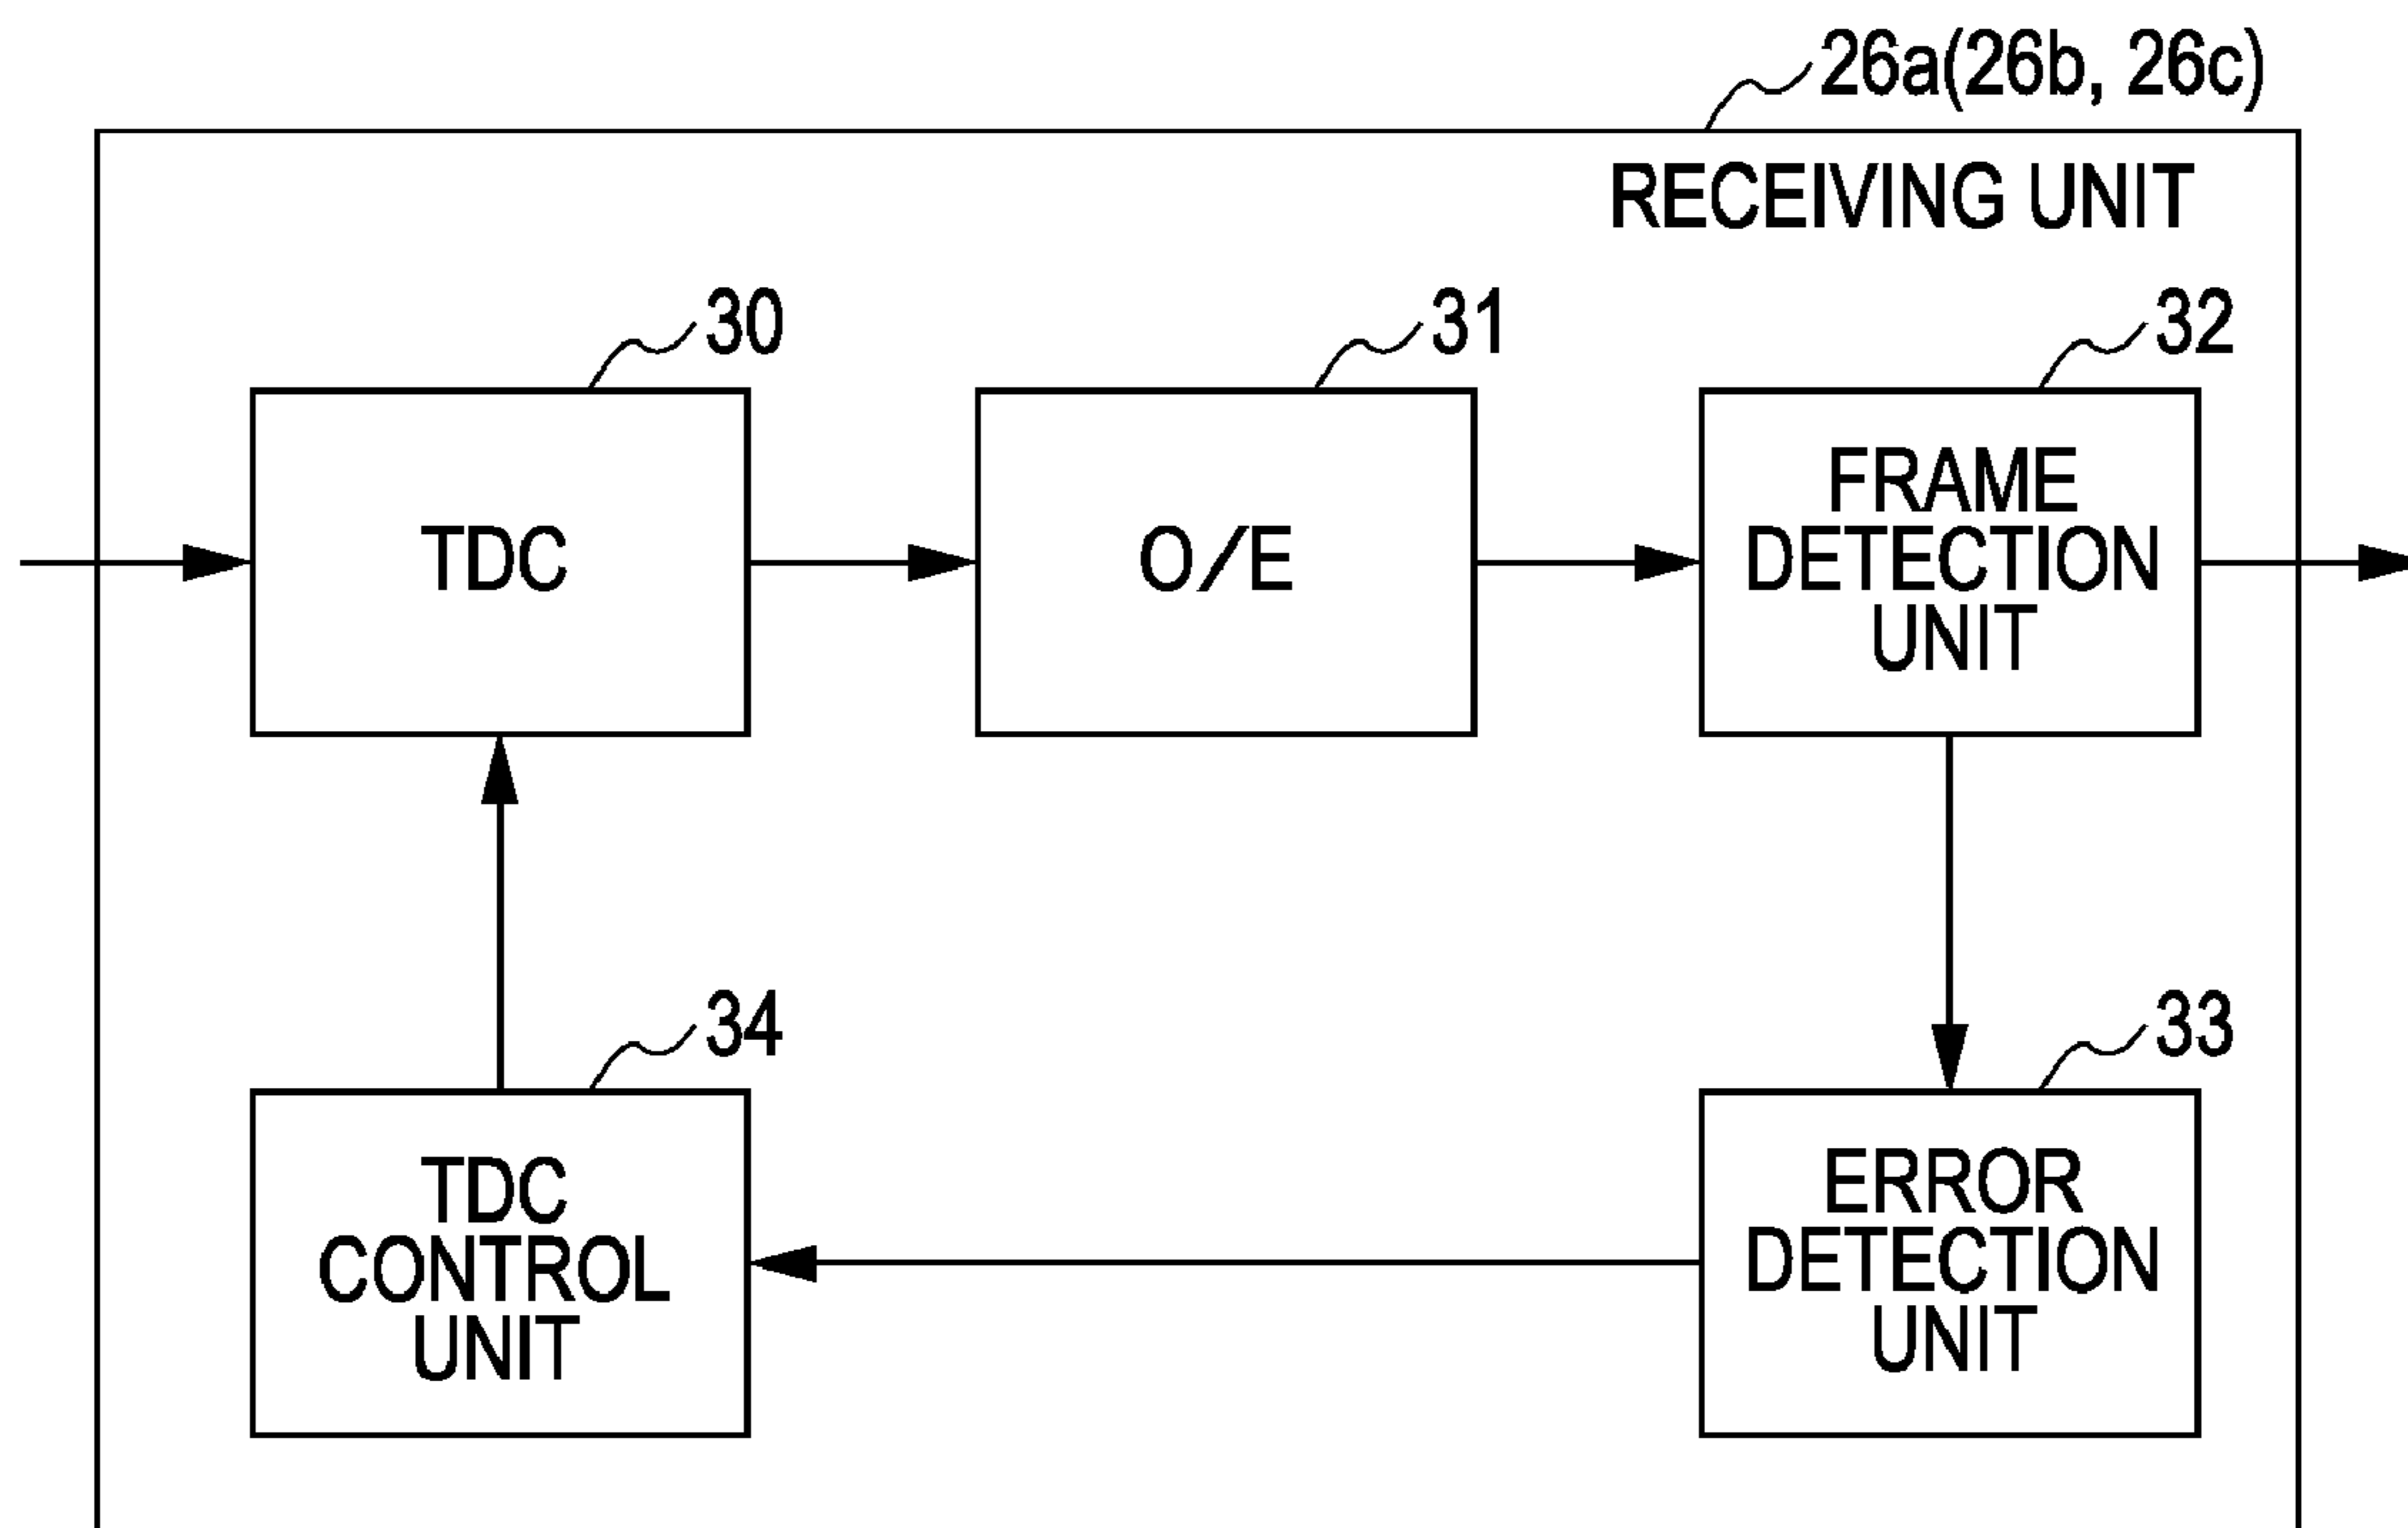 26a(26b, 26c)
RECEIVING UNIT
30
31
32
TDC
O/E
FRAME
DETECTION
UNIT
34
33
TDC
CONTROL
UNIT
ERROR
DETECTION
UNIT